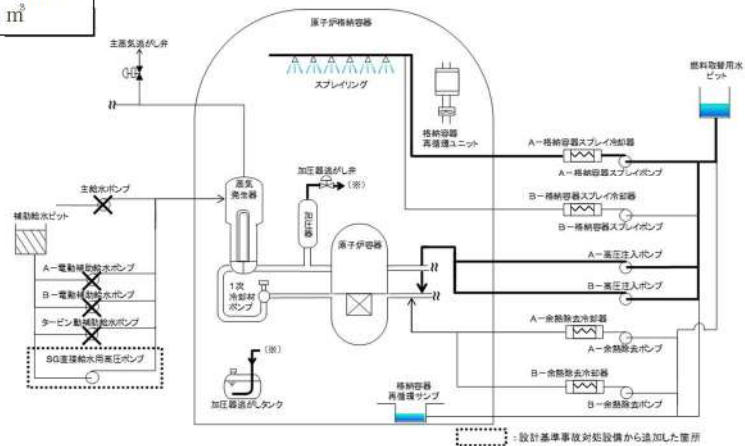 m³
原子炉格納容器
主蒸気逃がし弁
スプレイリング
燃料取替用水
ピット
格納容器
再循環ユニット
A-格納容器スプレイ冷却器
A-格納容器スプレイポンプ
加圧器逃がし弁
(※)
蒸気
発生器
主給水ポンプ
B-格納容器スプレイ冷却器
B-格納容器スプレイポンプ
補助給水ピット
加圧器
原子炉容器
A-高圧注入ポンプ
A-電動補助給水ポンプ
1次
冷却材
ポンプ
B-高圧注入ポンプ
B-電動補助給水ポンプ
タービン動補助給水ポンプ
A-余熱除去冷却器
A-余熱除去ポンプ
SG直接給水用高圧ポンプ
(※)
B-余熱除去冷却器
格納容器
再循環サンプ
B-余熱除去ポンプ
加圧器逃がしタンク
:設計基準事故対処設備から追加した箇所